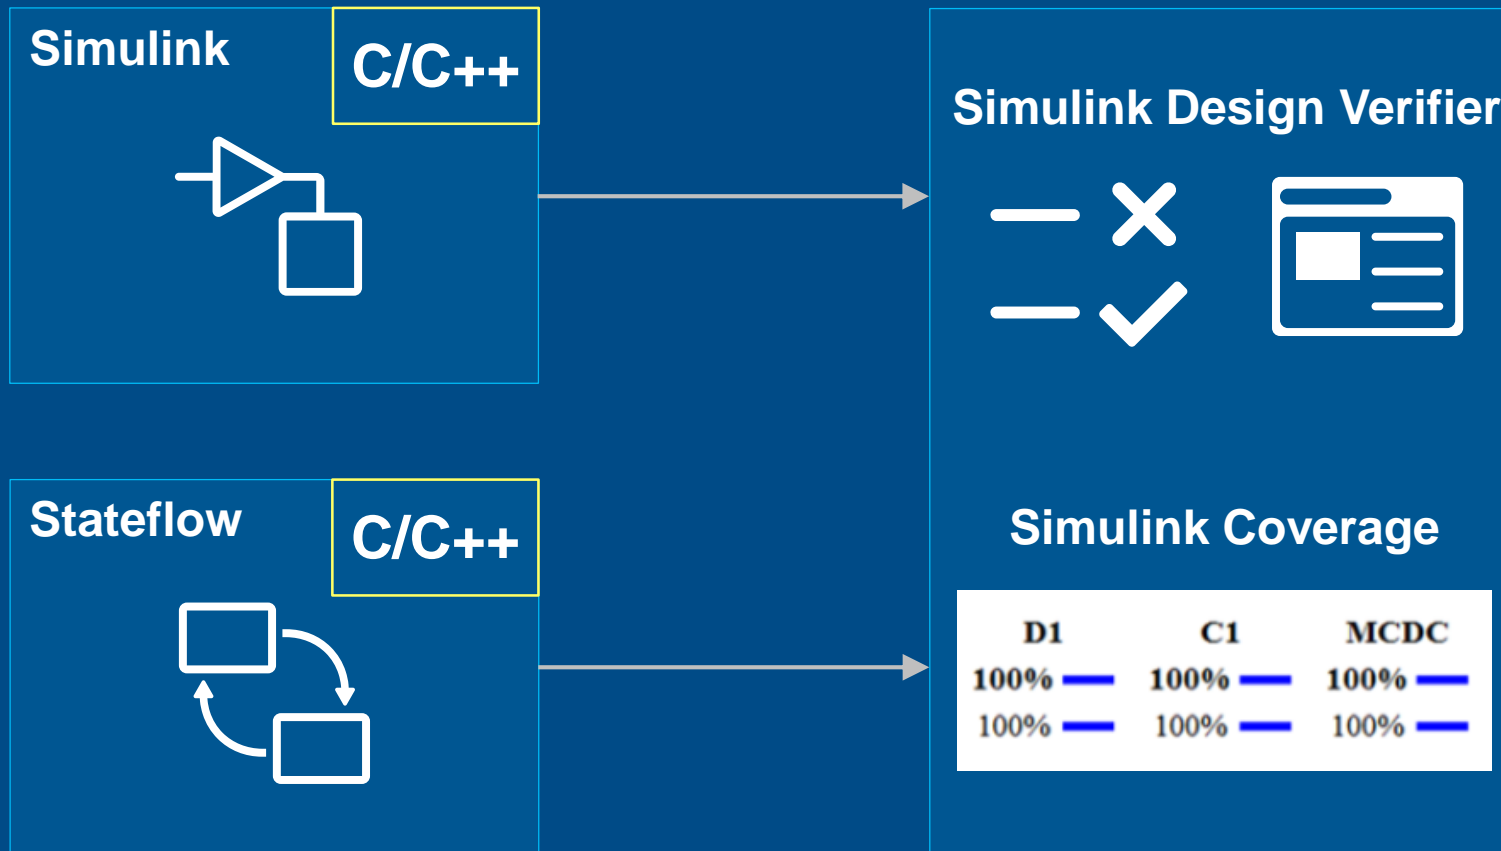 Simulink
C/C++
Simulink Design Verifier
Stateflow
C/C++
Simulink Coverage
D1 C1 MCDC
100% 100% 100%
100% 100% 100%